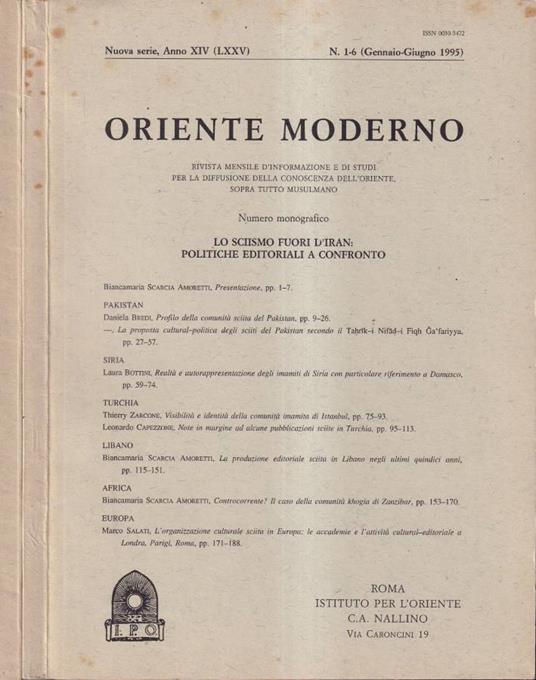 ISSN 0030-5472
Nuova serie, Anno XIV (LXXV) N. 1-6 (Gennaio-Giugno 1995)
ORIENTE MODERNO
RIVISTA MENSILE D'INFORMAZIONE E DI STUDI
PER LA DIFFUSIONE DELLA CONOSCENZA DELL'ORIENTE,
SOPRA TUTTO MUSULMANO
Numero monografico
LO SCIISMO FUORI D'IRAN:
POLITICHE EDITORIALI A CONFRONTO
Biancamaria SCARCIA AMORETTI, Presentazione, pp. 1-7.
PAKISTAN
Daniela BREDI, Profilo della comunità sciita del Pakistan, pp. 9-26.
—, La proposta cultural-politica degli sciiti del Pakistan secondo il Taḥrīk-i Nifāḏ-i Fiqh Ǧa'fariyya,
pp. 27-57.
SIRIA
Laura BOTTINI, Realtà e autorappresentazione degli imamiti di Siria con particolare riferimento a Damasco,
pp. 59-74.
TURCHIA
Thierry ZARCONE, Visibilità e identità della comunità imamita di Istanbul, pp. 75-93.
Leonardo CAPEZZONE, Note in margine ad alcune pubblicazioni sciite in Turchia, pp. 95-113.
LIBANO
Biancamaria SCARCIA AMORETTI, La produzione editoriale sciita in Libano negli ultimi quindici anni,
pp. 115-151.
AFRICA
Biancamaria SCARCIA AMORETTI, Controcorrente? Il caso della comunità khogia di Zanzibar, pp. 153-170.
EUROPA
Marco SALATI, L'organizzazione culturale sciita in Europa: le accademie e l'attività cultural-editoriale a
Londra, Parigi, Roma, pp. 171-188.
I.P.O.
ROMA
ISTITUTO PER L'ORIENTE
C.A. NALLINO
VIA CARONCINI 19